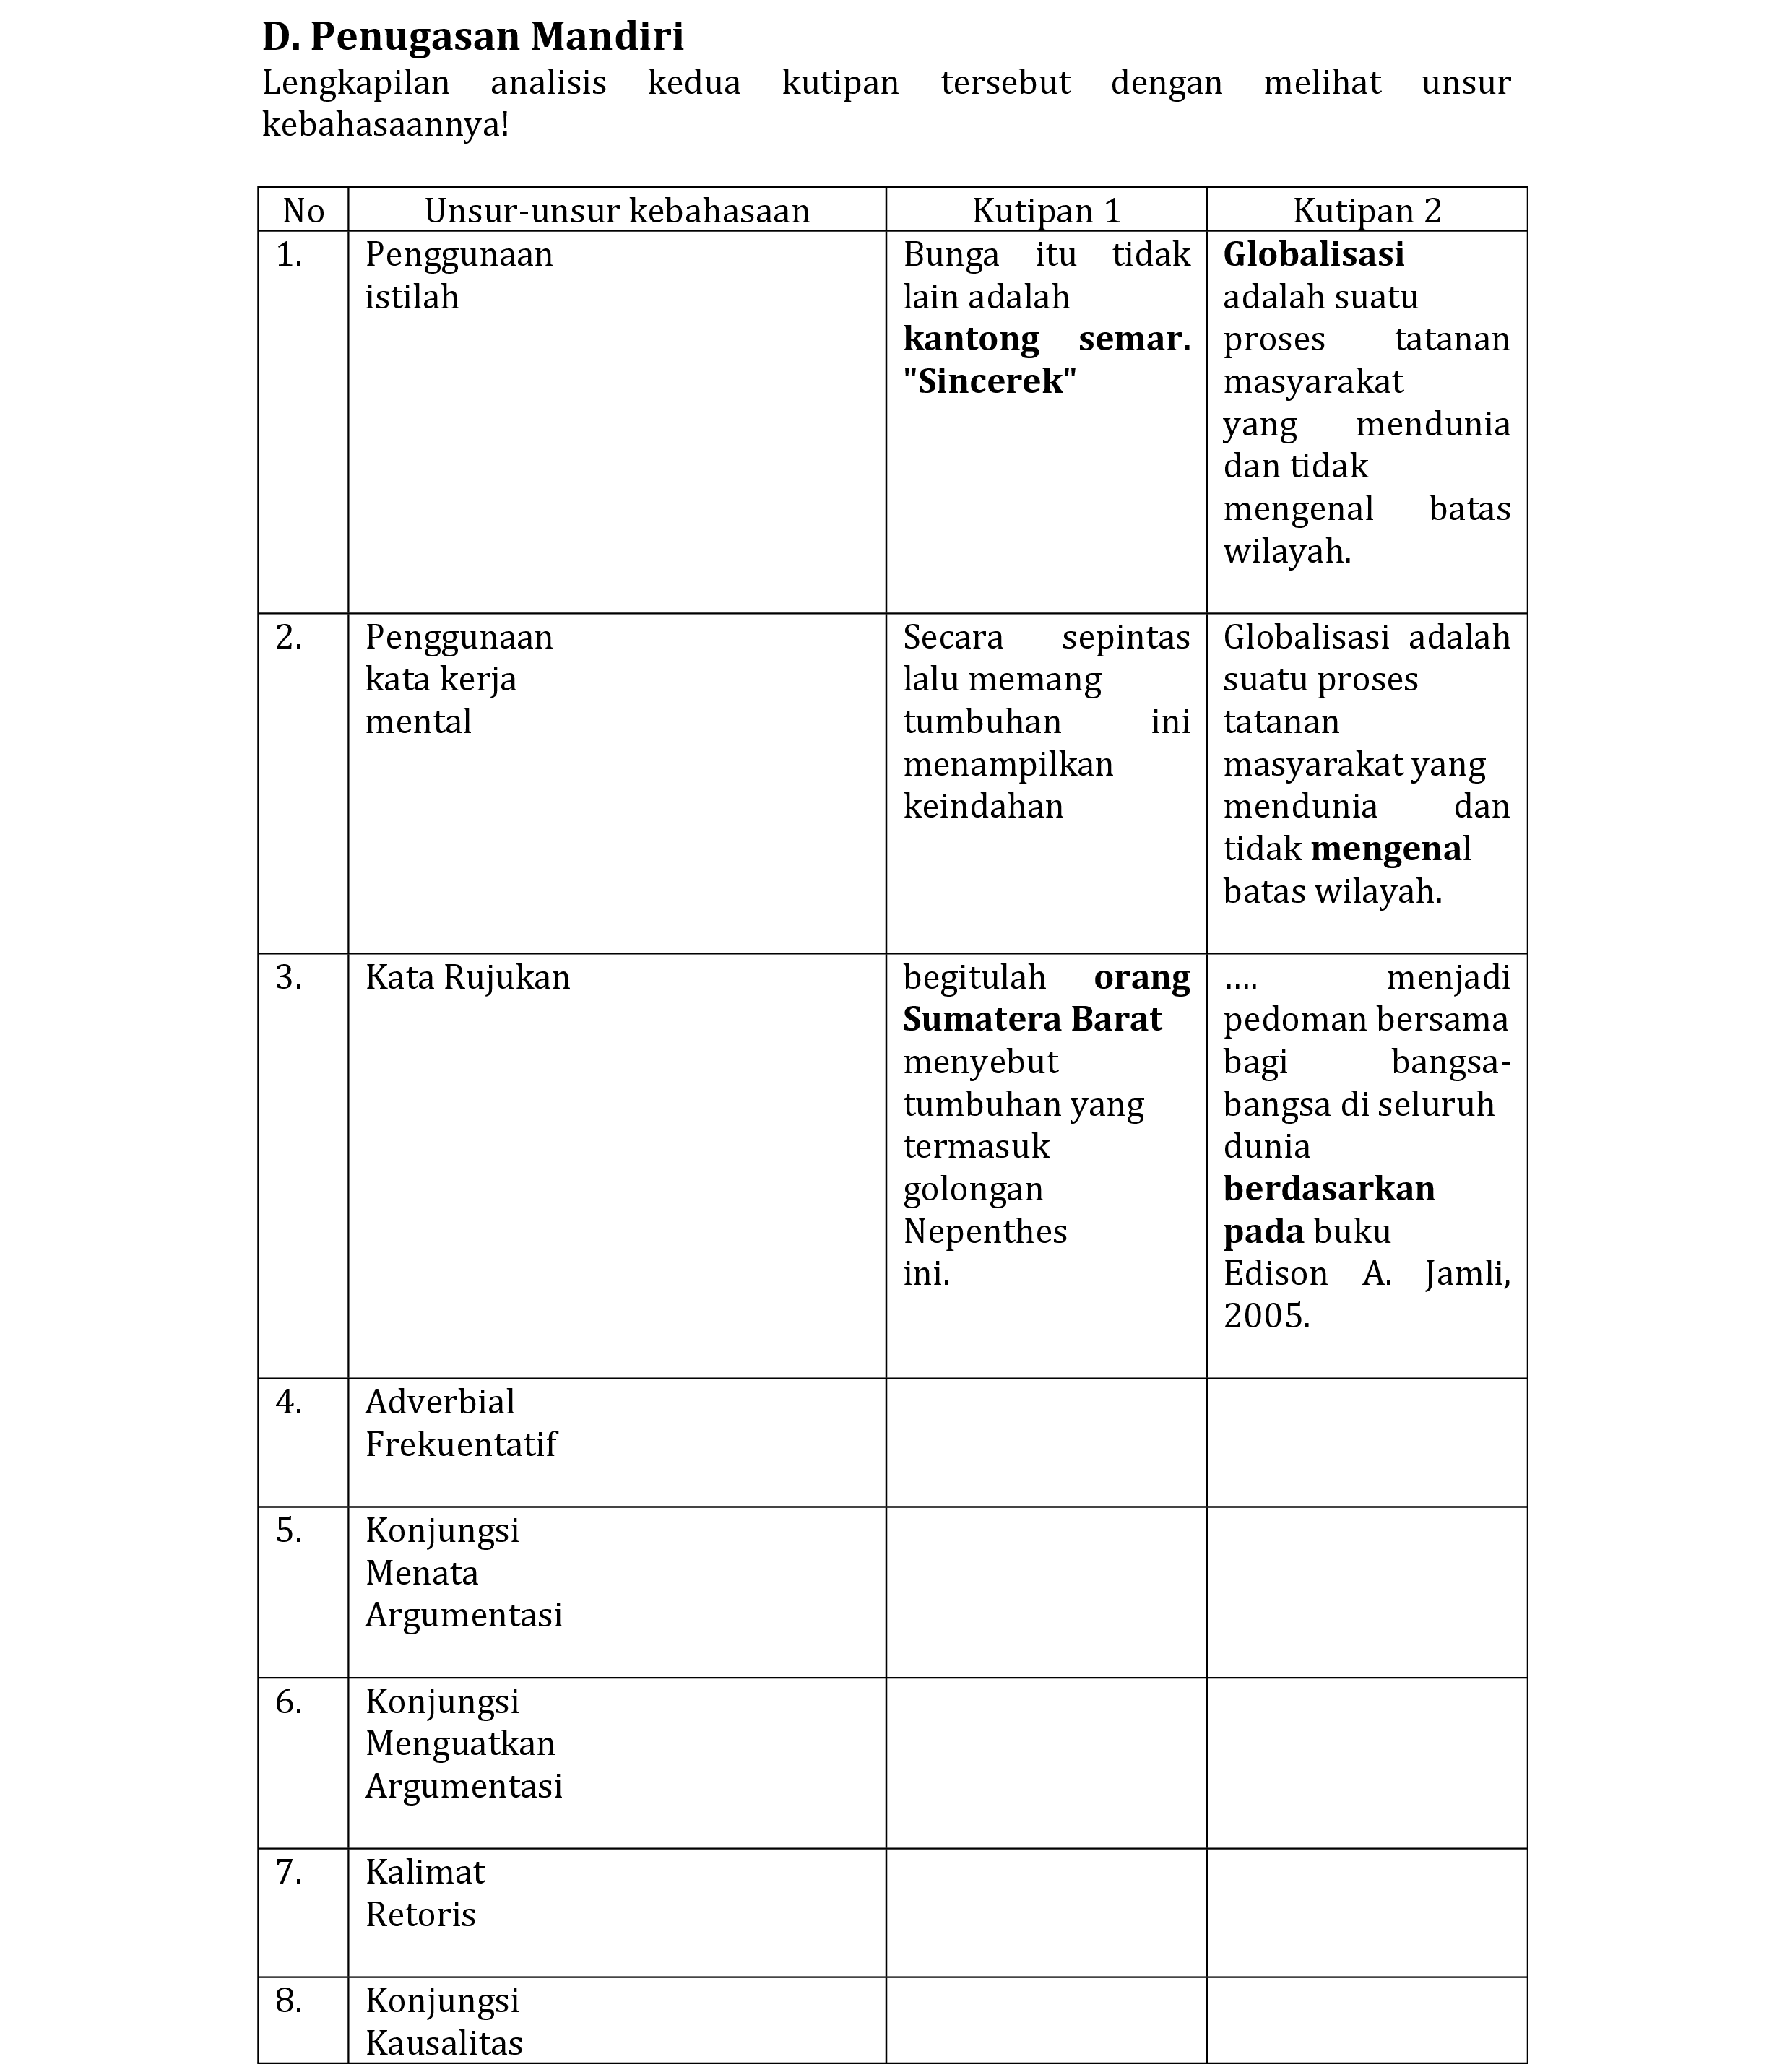 D. Penugasan Mandiri
Lengkapilan analisis kedua kutipan tersebut dengan melihat unsur
kebahasaannya!
No Unsur-unsur kebahasaan Kutipan 1 Kutipan 2
1.
Penggunaan
istilah
Bunga itu tidak
lain adalah
kantong semar.
"Sincerek"
Globalisasi
adalah suatu
proses tatanan
masyarakat
yang mendunia
dan tidak
mengenal batas
wilayah.
2.
Penggunaan
kata kerja
mental
Secara sepintas
lalu memang
tumbuhan ini
menampilkan
keindahan
Globalisasi adalah
suatu proses
tatanan
masyarakat yang
mendunia dan
tidak mengenal
batas wilayah.
3.
Kata Rujukan
begitulah orang
Sumatera Barat
menyebut
tumbuhan yang
termasuk
golongan
Nepenthes
ini.
.... menjadi
pedoman bersama
bagi bangsa-
bangsa di seluruh
dunia
berdasarkan
pada buku
Edison A. Jamli,
2005.
4.
Adverbial
Frekuentatif
5.
Konjungsi
Menata
Argumentasi
6.
Konjungsi
Menguatkan
Argumentasi
7.
Kalimat
Retoris
8.
Konjungsi
Kausalitas